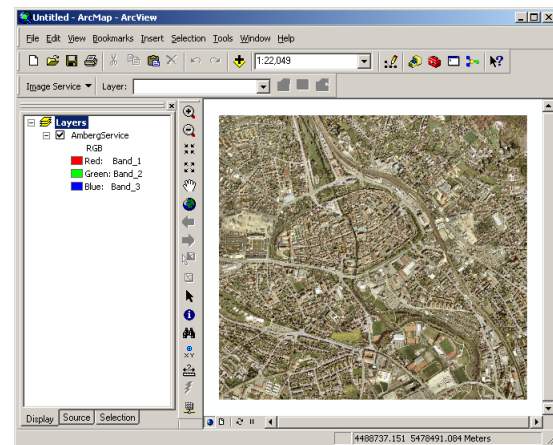 Untitled - ArcMap - ArcView
File Edit View Bookmarks Insert Selection Tools Window Help
1:22,049
Image Service Layer:
Layers
AmbergService
RGB
Red: Band_1
Green: Band_2
Blue: Band_3
XY
Display Source Selection
4488737.151 5478491.084 Meters